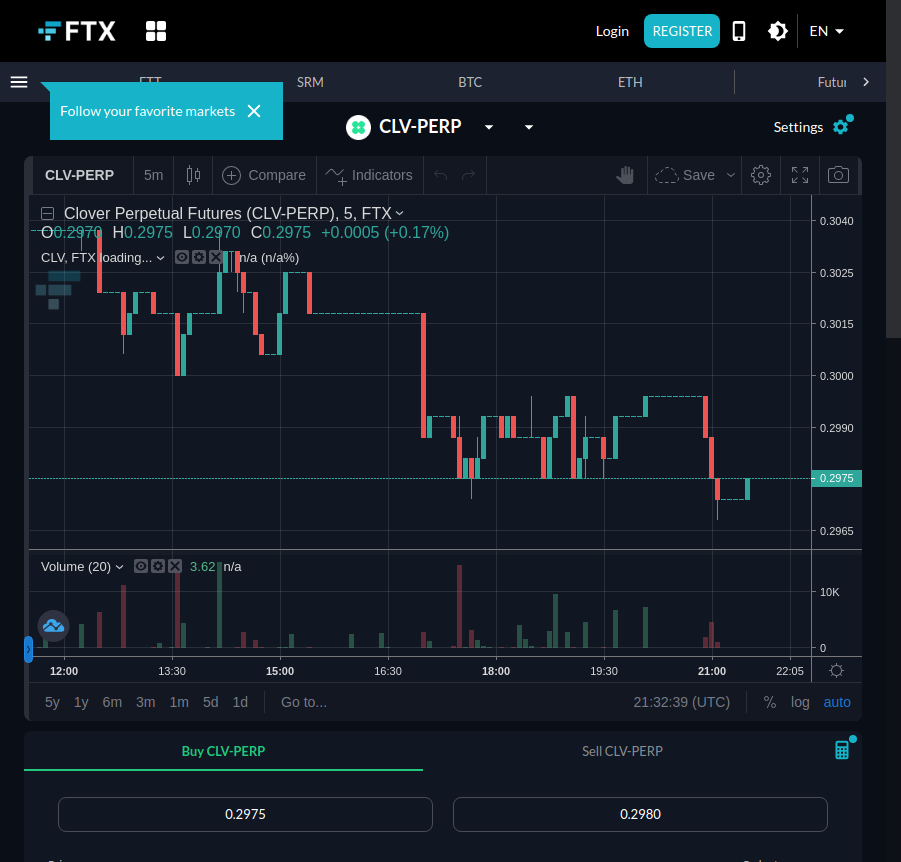 FTX
Login
REGISTER
EN
FTT
SRM
BTC
ETH
Futur
Follow your favorite markets
CLV-PERP
Settings
CLV-PERP 5m Compare Indicators Save
Clover Perpetual Futures (CLV-PERP), 5, FTX
O0.2970 H0.2975 L0.2970 C0.2975 +0.0005 (+0.17%)
CLV, FTX loading... n/a (n/a%)
0.3040
0.3025
0.3015
0.3000
0.2990
0.2975
0.2965
Volume (20) 3.62 n/a
10K
0
12:00 13:30 15:00 16:30 18:00 19:30 21:00 22:05
5y 1y 6m 3m 1m 5d 1d Go to... 21:32:39 (UTC) % log auto
Buy CLV-PERP Sell CLV-PERP
0.2975 0.2980